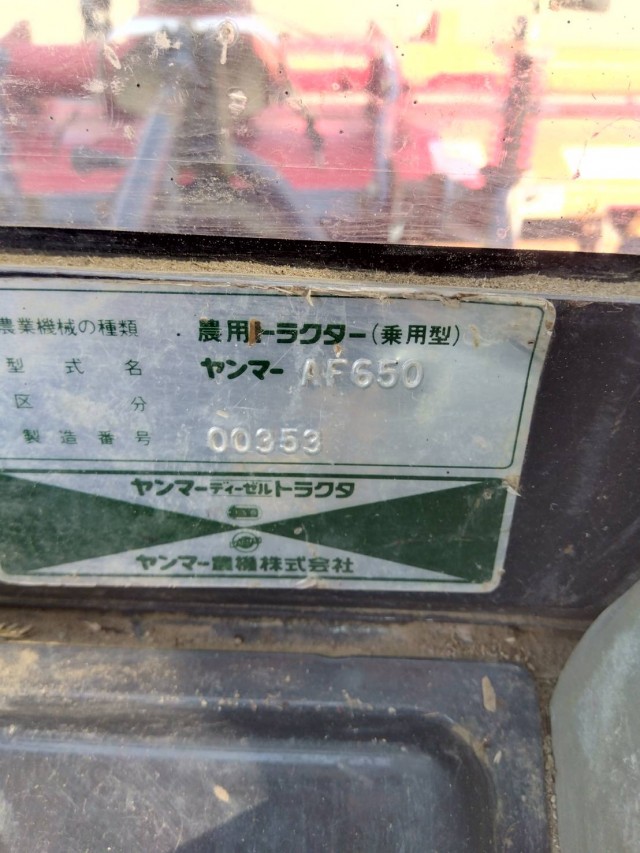 農業機械の種類 農用トラクター(乗用型)
型式名 ヤンマー AF650
区分
製造番号 00353
ヤンマーディーゼルトラクタ
ヤンマー農機株式会社